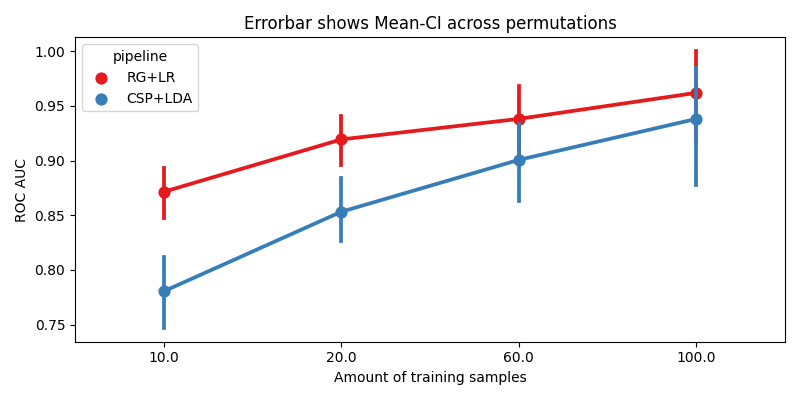 Errorbar shows Mean-CI across permutations
pipeline
RG+LR
CSP+LDA
ROC AUC
1.00
0.95
0.90
0.85
0.80
0.75
10.0
20.0
60.0
100.0
Amount of training samples